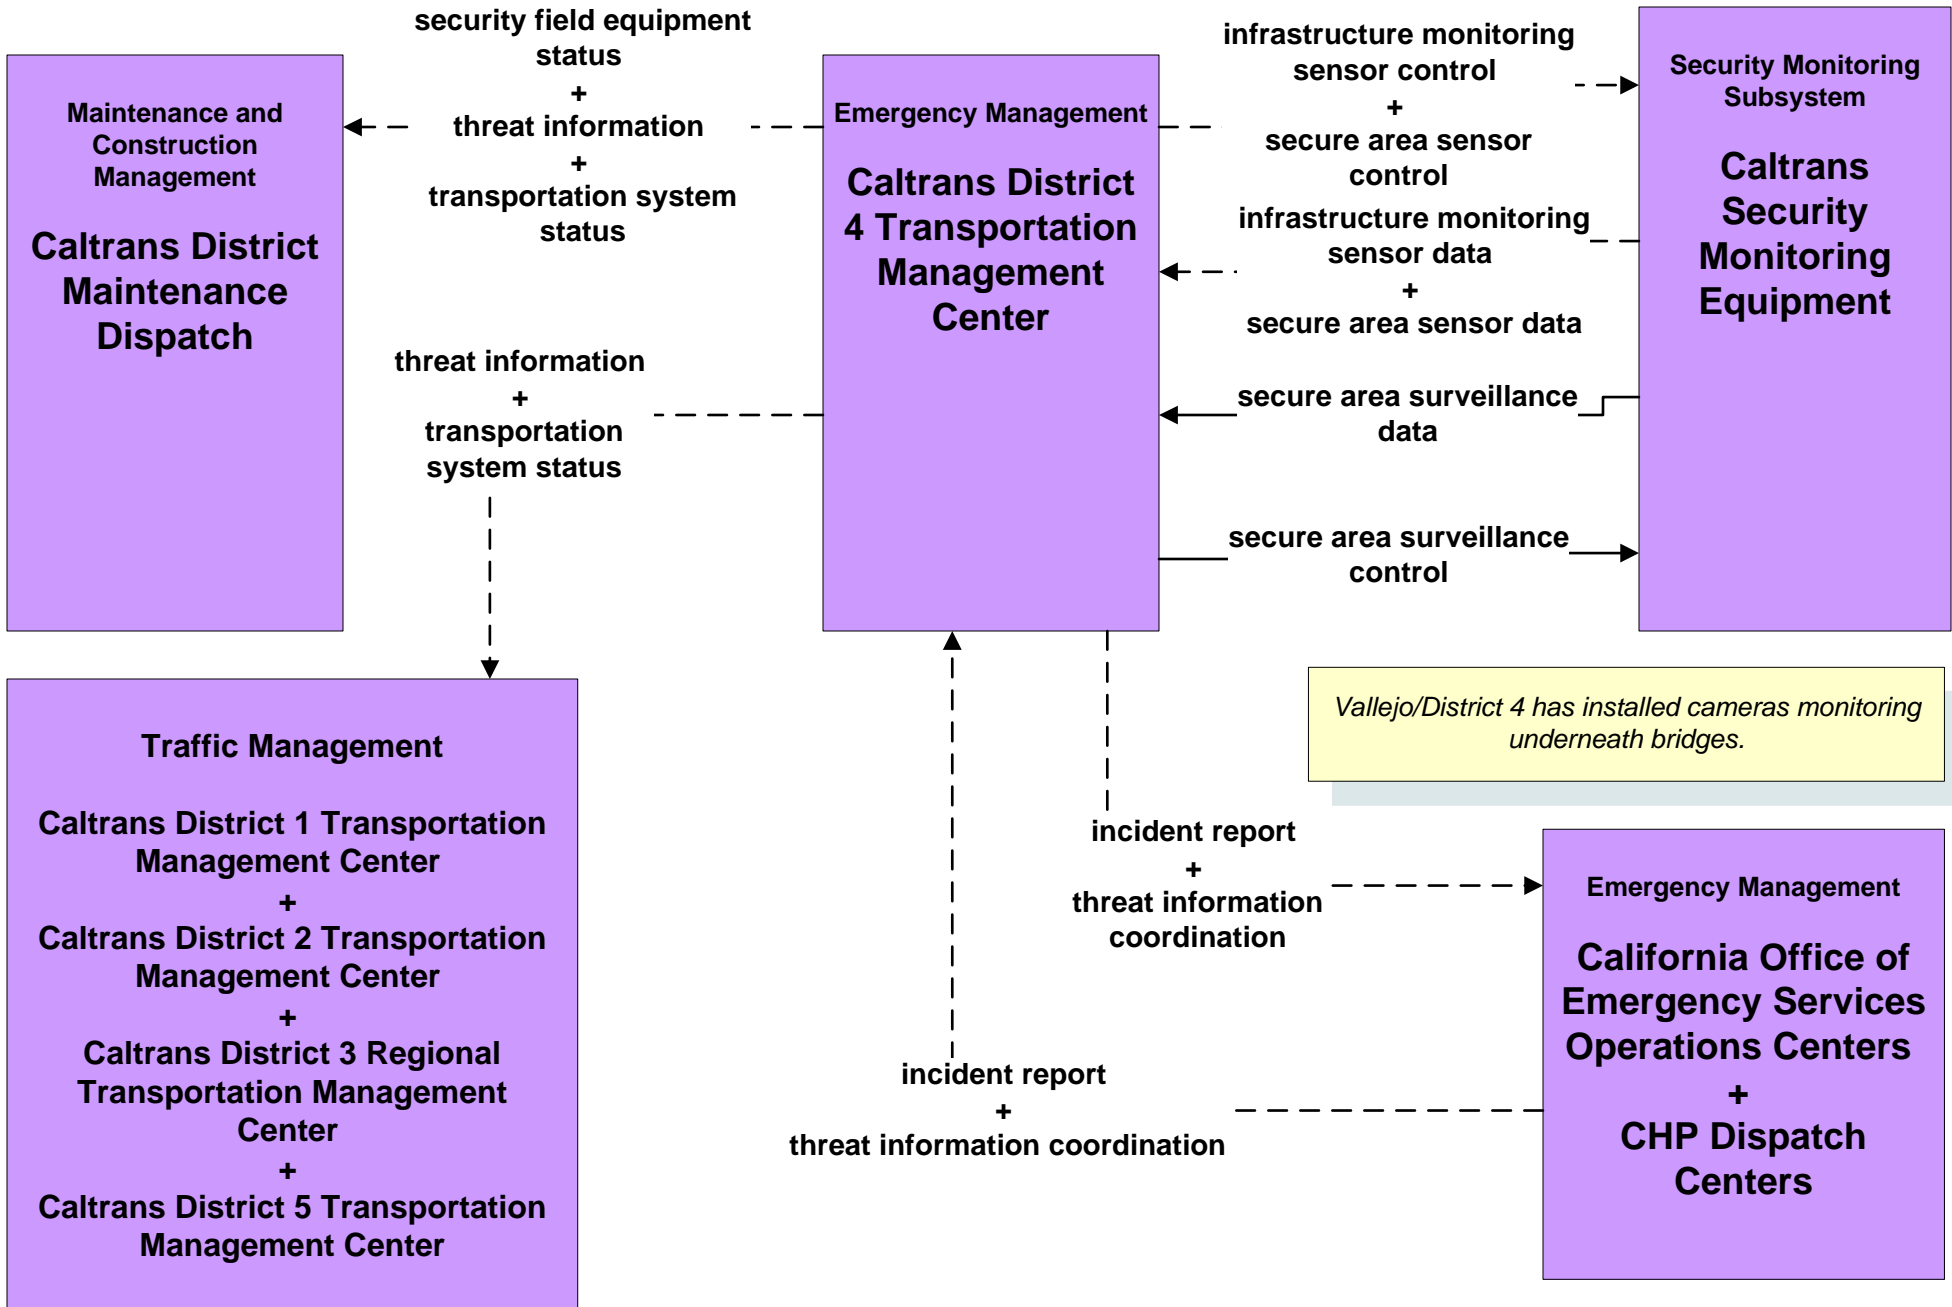 security field equipment
status
+
threat information
+
transportation system
status
infrastructure monitoring
sensor control
+
secure area sensor
control
Maintenance and
Construction
Management
Caltrans District
Maintenance
Dispatch
Emergency Management
Caltrans District
4 Transportation
Management
Center
Security Monitoring
Subsystem
Caltrans
Security
Monitoring
Equipment
infrastructure monitoring
sensor data
+
secure area sensor data
threat information
+
transportation
system status
secure area surveillance
data
secure area surveillance
control
Vallejo/District 4 has installed cameras monitoring
underneath bridges.
Traffic Management
Caltrans District 1 Transportation
Management Center
+
Caltrans District 2 Transportation
Management Center
+
Caltrans District 3 Regional
Transportation Management
Center
+
Caltrans District 5 Transportation
Management Center
incident report
+
threat information
coordination
Emergency Management
California Office of
Emergency Services
Operations Centers
+
CHP Dispatch
Centers
incident report
+
threat information coordination